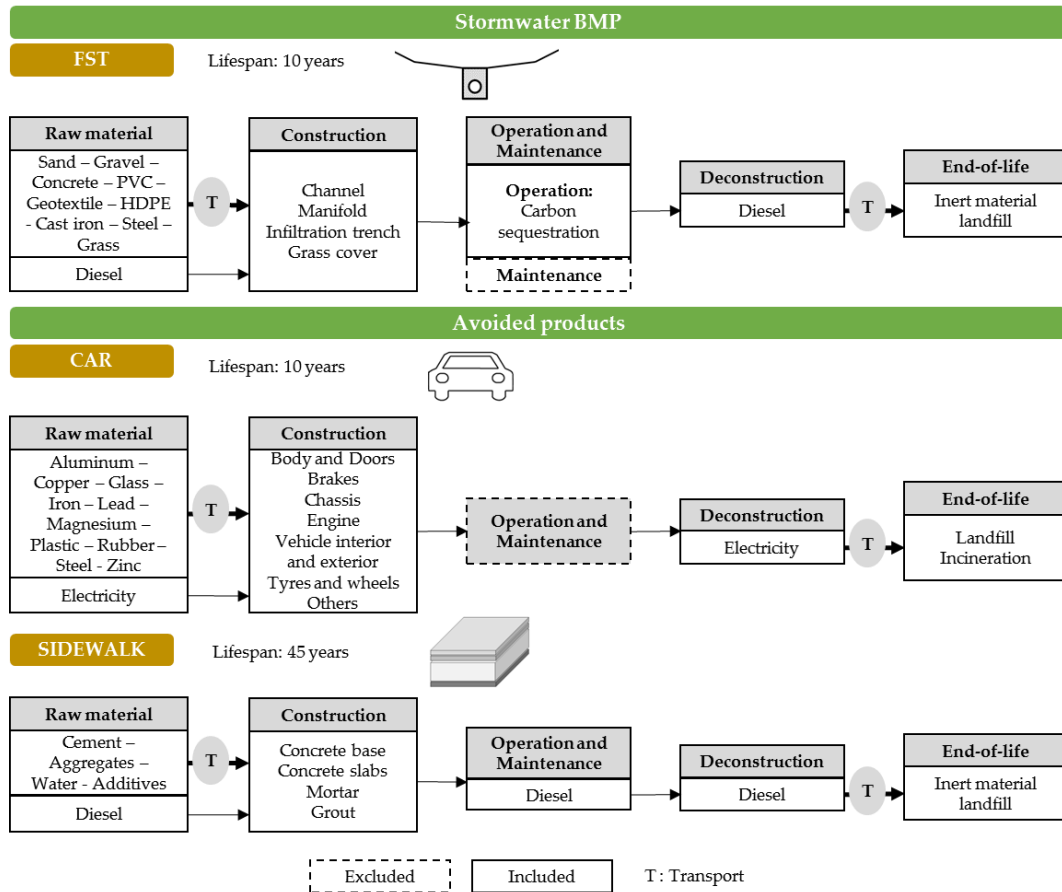 Stormwater BMP
FST
Lifespan: 10 years
Raw material
Sand – Gravel –
Concrete – PVC –
Geotextile – HDPE
- Cast iron – Steel –
Grass
Diesel
T
Construction
Channel
Manifold
Infiltration trench
Grass cover
Operation and
Maintenance
Operation:
Carbon
sequestration
Maintenance
Deconstruction
Diesel
T
End-of-life
Inert material
landfill
Avoided products
CAR
Lifespan: 10 years
Raw material
Aluminum –
Copper – Glass –
Iron – Lead –
Magnesium –
Plastic – Rubber –
Steel - Zinc
Electricity
T
Construction
Body and Doors
Brakes
Chassis
Engine
Vehicle interior
and exterior
Tyres and wheels
Others
Operation and
Maintenance
Deconstruction
Electricity
T
End-of-life
Landfill
Incineration
SIDEWALK
Lifespan: 45 years
Raw material
Cement –
Aggregates –
Water - Additives
Diesel
T
Construction
Concrete base
Concrete slabs
Mortar
Grout
Operation and
Maintenance
Diesel
Deconstruction
Diesel
T
End-of-life
Inert material
landfill
Excluded
Included
T : Transport